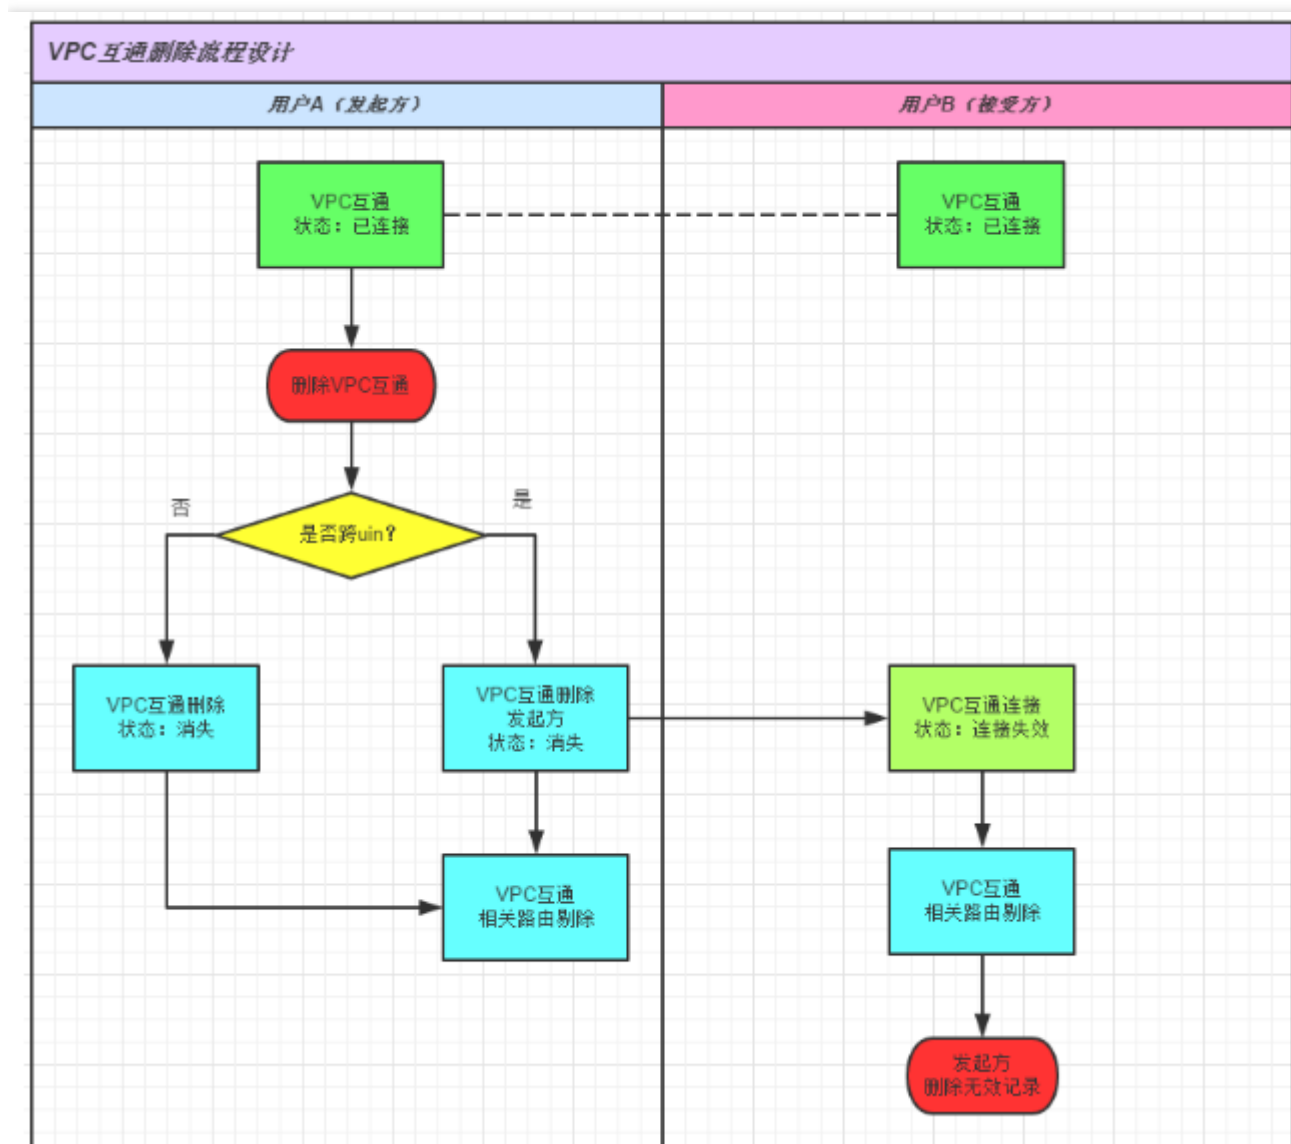 VPC互通删除流程设计
用户A（发起方）
用户B（接受方）
VPC互通
状态：已连接
VPC互通
状态：已连接
删除VPC互通
否
是
是否跨uin？
VPC互通删除
状态：消失
VPC互通删除
发起方
状态：消失
VPC互通连接
状态：连接失效
VPC互通
相关路由剔除
VPC互通
相关路由剔除
发起方
删除无效记录